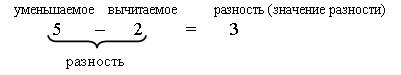 уменьшаемое вычитаемое разность (значение разности)
5 – 2 = 3
разность